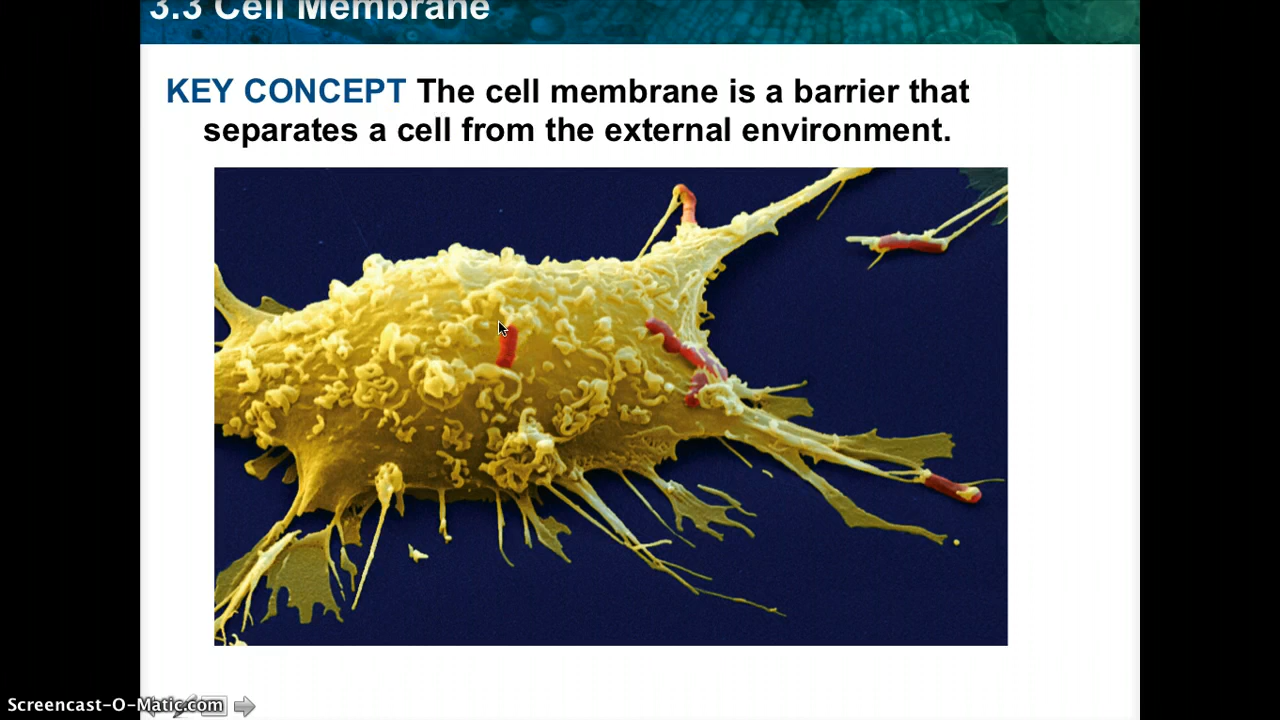 3.3 Cell Membrane
KEY CONCEPT The cell membrane is a barrier that
separates a cell from the external environment.
Screencast-O-Matic.com